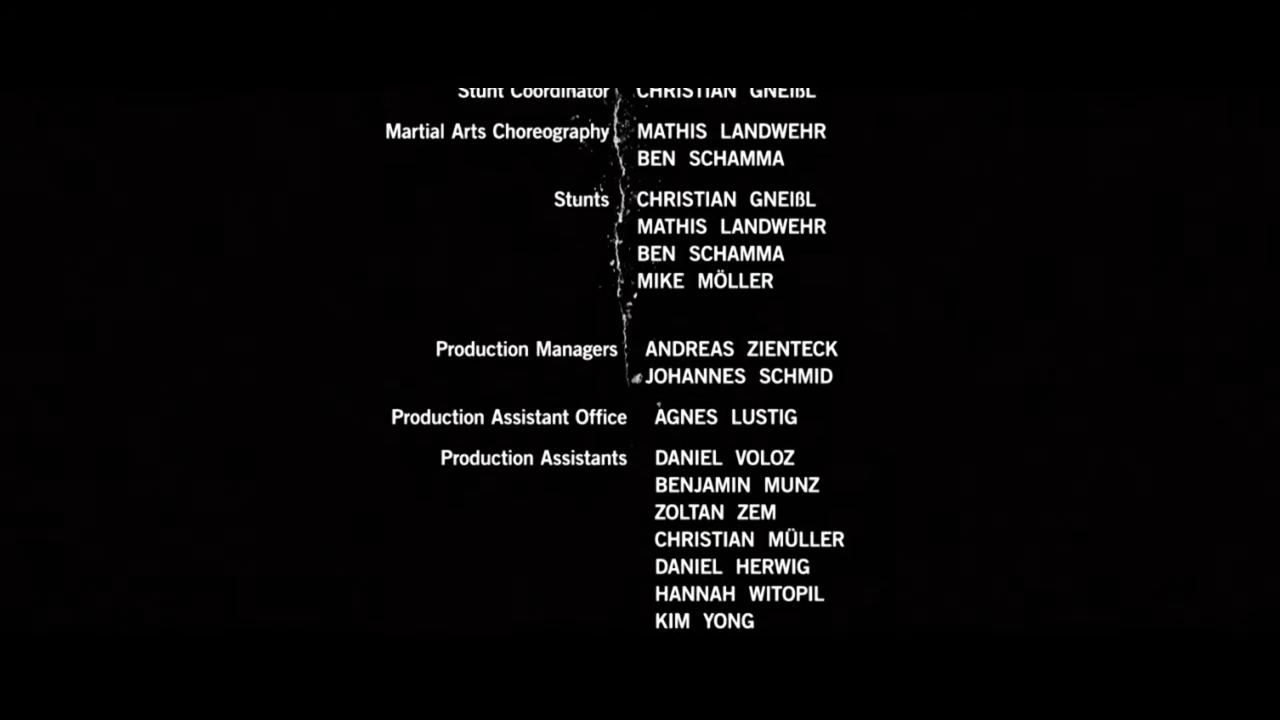 Stunt Coordinator CHRISTIAN GNEIßL
Martial Arts Choreography MATHIS LANDWEHR
BEN SCHAMMA
Stunts CHRISTIAN GNEIßL
MATHIS LANDWEHR
BEN SCHAMMA
MIKE MÖLLER
Production Managers ANDREAS ZIENTECK
JOHANNES SCHMID
Production Assistant Office AGNES LUSTIG
Production Assistants DANIEL VOLOZ
BENJAMIN MUNZ
ZOLTAN ZEM
CHRISTIAN MÜLLER
DANIEL HERWIG
HANNAH WITOPIL
KIM YONG